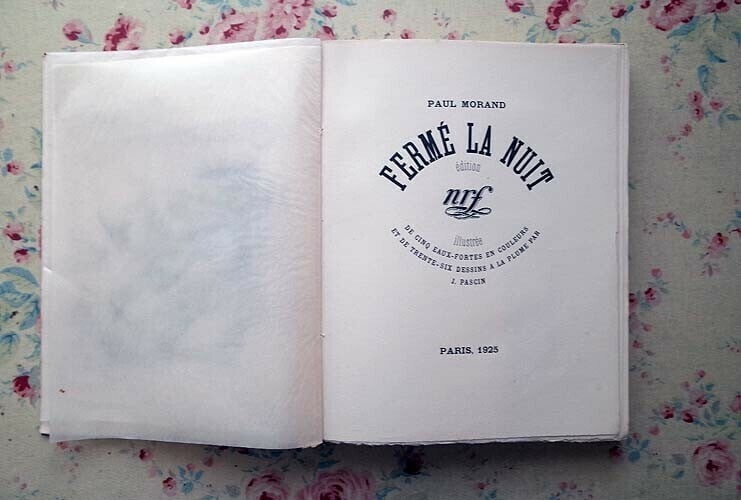 PAUL MORAND
FERMÉ LA NUIT
édition
nrf
illustrée
DE CINQ EAUX-FORTES EN COULEURS
ET DE TRENTE-SIX DESSINS À LA PLUME PAR
J. PASCIN
PARIS, 1925